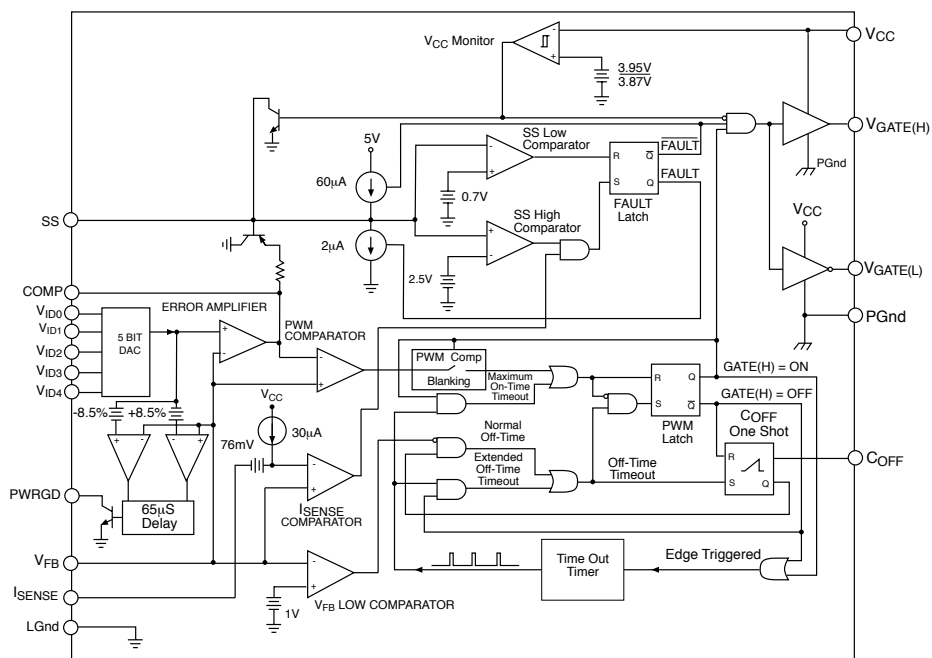 VCC Monitor
3.95V
3.87V
VCC
VGATE(H)
PGnd
5V
60μA
SS Low
Comparator
0.7V
R
Q
S
Q
FAULT
FAULT
FAULT
Latch
SS
2μA
SS High
Comparator
2.5V
VCC
VGATE(L)
PGnd
COMP
ERROR AMPLIFIER
VID0
VID1
VID2
VID3
VID4
5 BIT
DAC
+
-
PWM
COMPARATOR
-
+
PWM Comp
Blanking
Maximum
On-Time
Timeout
R
Q
S
Q
PWM
Latch
GATE(H) = ON
GATE(H) = OFF
-8.5%
+8.5%
+
-
-
+
VCC
30μA
76mV
-
+
ISENSE
COMPARATOR
Normal
Off-Time
Extended
Off-Time
Timeout
Off-Time
Timeout
COFF
One Shot
R
S
Q
COFF
PWRGD
65μS
Delay
VFB
-
+
1V
VFB LOW COMPARATOR
Time Out
Timer
Edge Triggered
ISENSE
LGnd